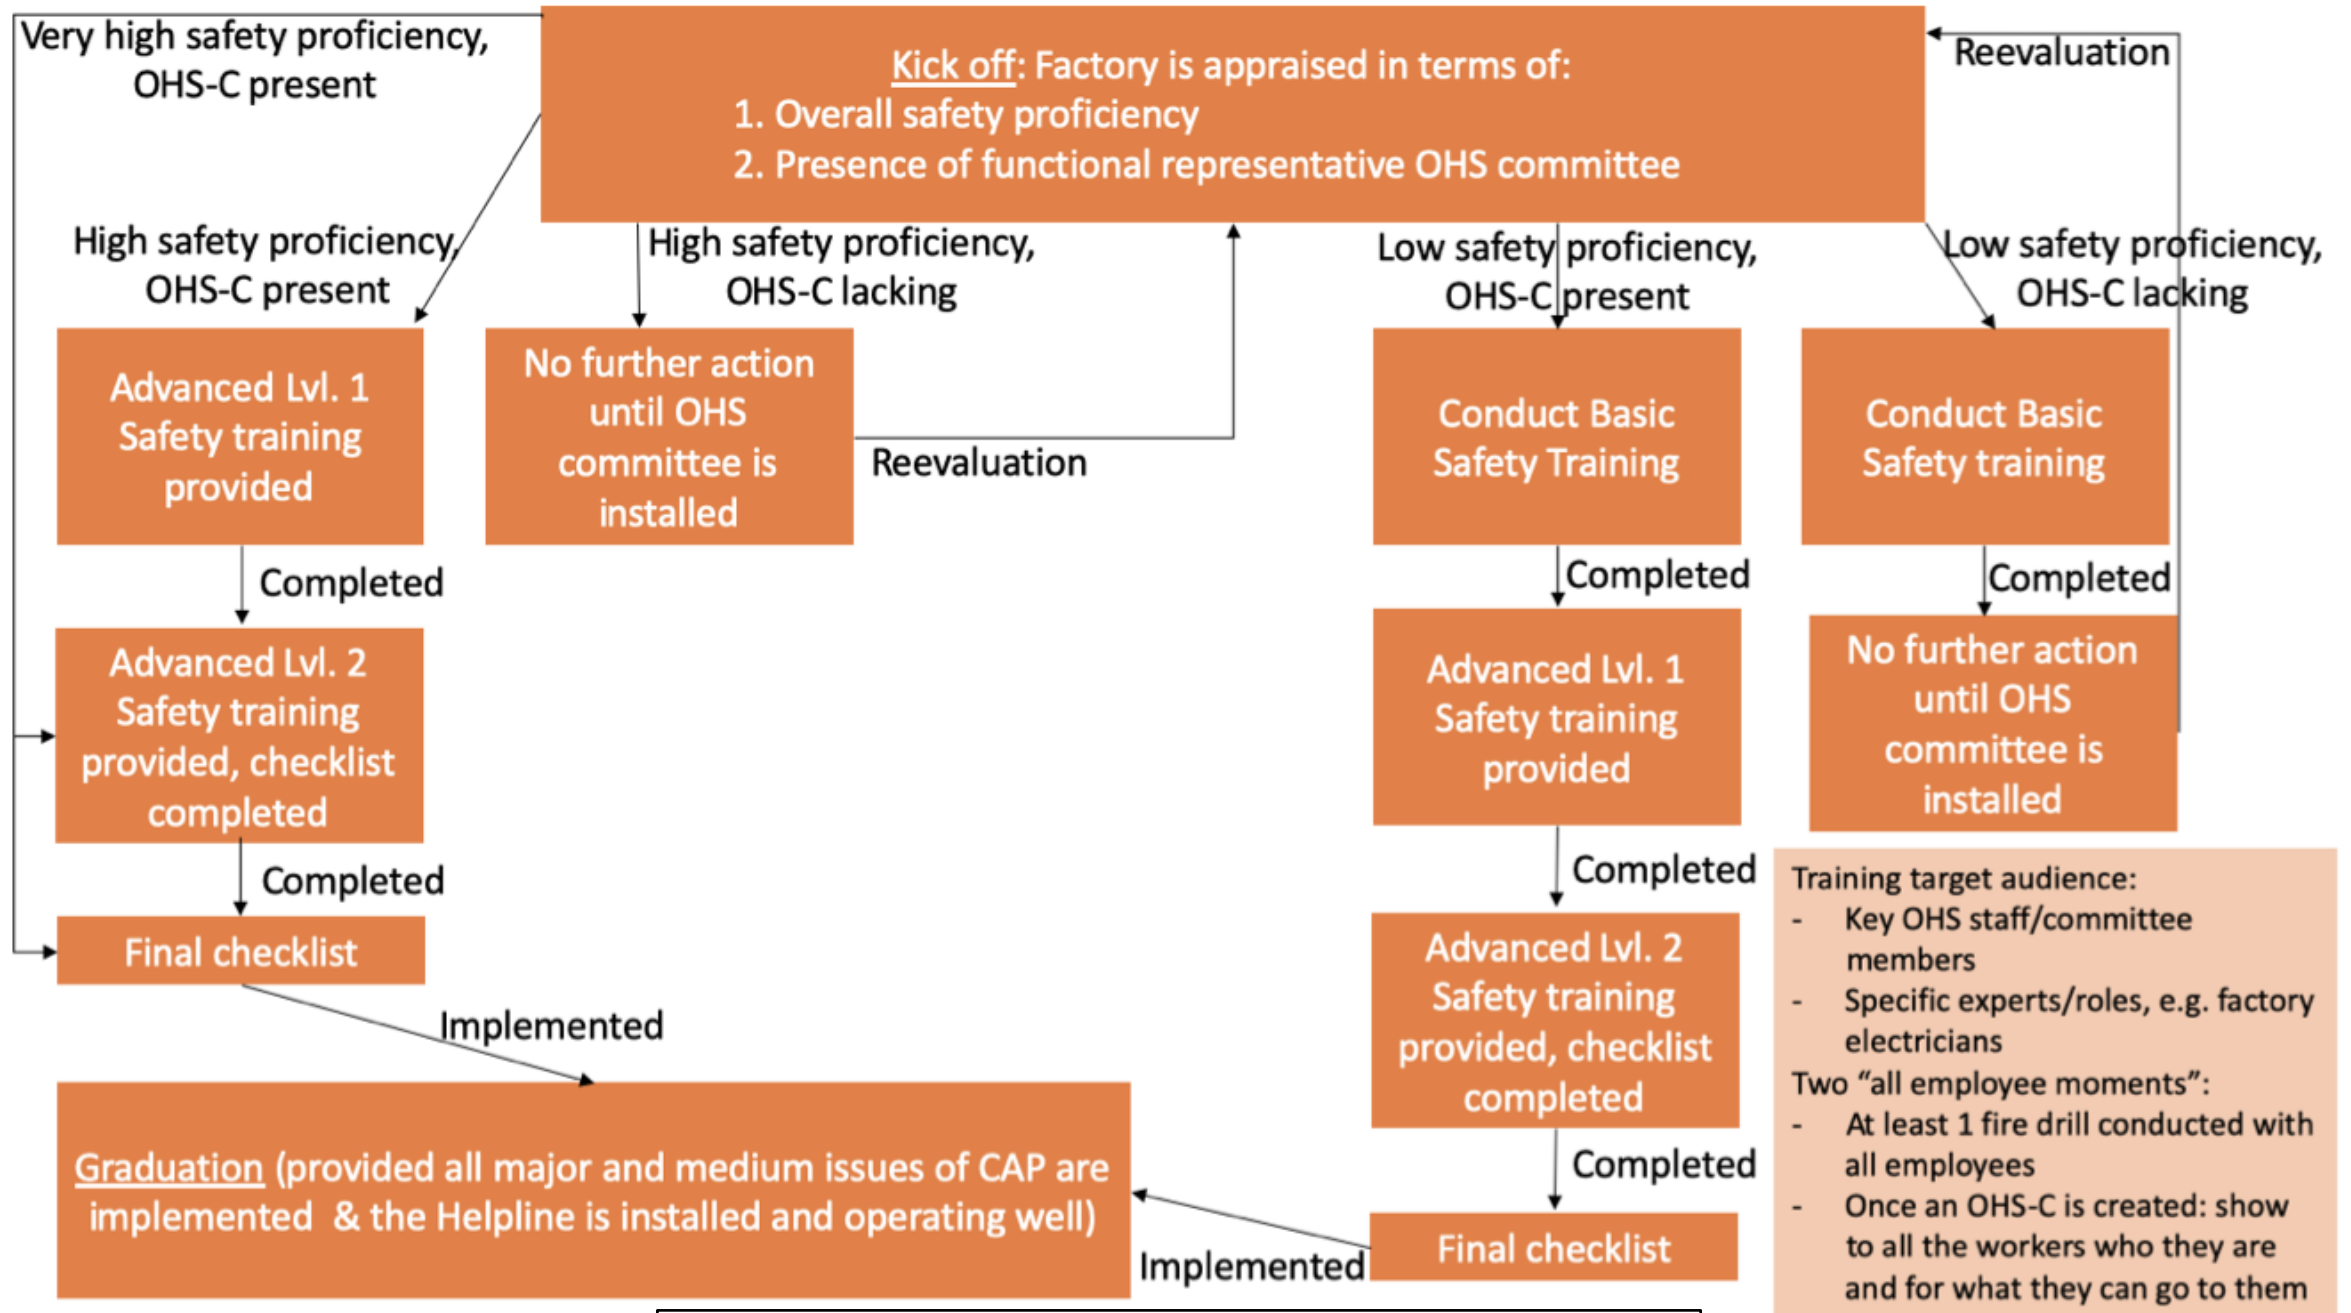 Very high safety proficiency,
OHS-C present
Kick off: Factory is appraised in terms of:
1. Overall safety proficiency
2. Presence of functional representative OHS committee
Reevaluation
High safety proficiency,
OHS-C present
High safety proficiency,
OHS-C lacking
Low safety proficiency,
OHS-C present
Low safety proficiency,
OHS-C lacking
Advanced Lvl. 1
Safety training
provided
No further action
until OHS
committee is
installed
Reevaluation
Conduct Basic
Safety Training
Conduct Basic
Safety training
Completed
Completed
Completed
Advanced Lvl. 2
Safety training
provided, checklist
completed
Advanced Lvl. 1
Safety training
provided
No further action
until OHS
committee is
installed
Completed
Completed
Final checklist
Advanced Lvl. 2
Safety training
provided, checklist
completed
Implemented
Completed
Graduation (provided all major and medium issues of CAP are
implemented & the Helpline is installed and operating well)
Implemented
Final checklist
Training target audience:
- Key OHS staff/committee
members
- Specific experts/roles, e.g. factory
electricians
Two “all employee moments”:
- At least 1 fire drill conducted with
all employees
- Once an OHS-C is created: show
to all the workers who they are
and for what they can go to them